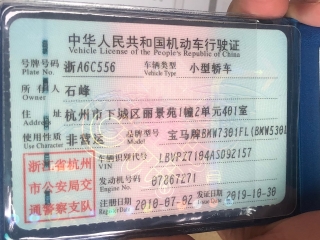 中华人民共和国机动车行驶证
Vehicle License of the People's Republic of China
号牌号码 浙A6C556 车辆类型 小型轿车
Plate No. Vehicle Type
所有人 石峰
Owner
住址 杭州市下城区丽景苑1幢2单元401室
Address
使用性质 非营运 品牌型号 宝马牌BMW7301FL(BMW530L
Use Character Model
浙江省杭州 车辆识别代号 LBVPZ7104ASD92157
VIN
市公安局交 发动机号码 07867271
Engine No.
通警察支队 注册日期 2010-07-02 发证日期 2019-10-30
Register Date Issue Date